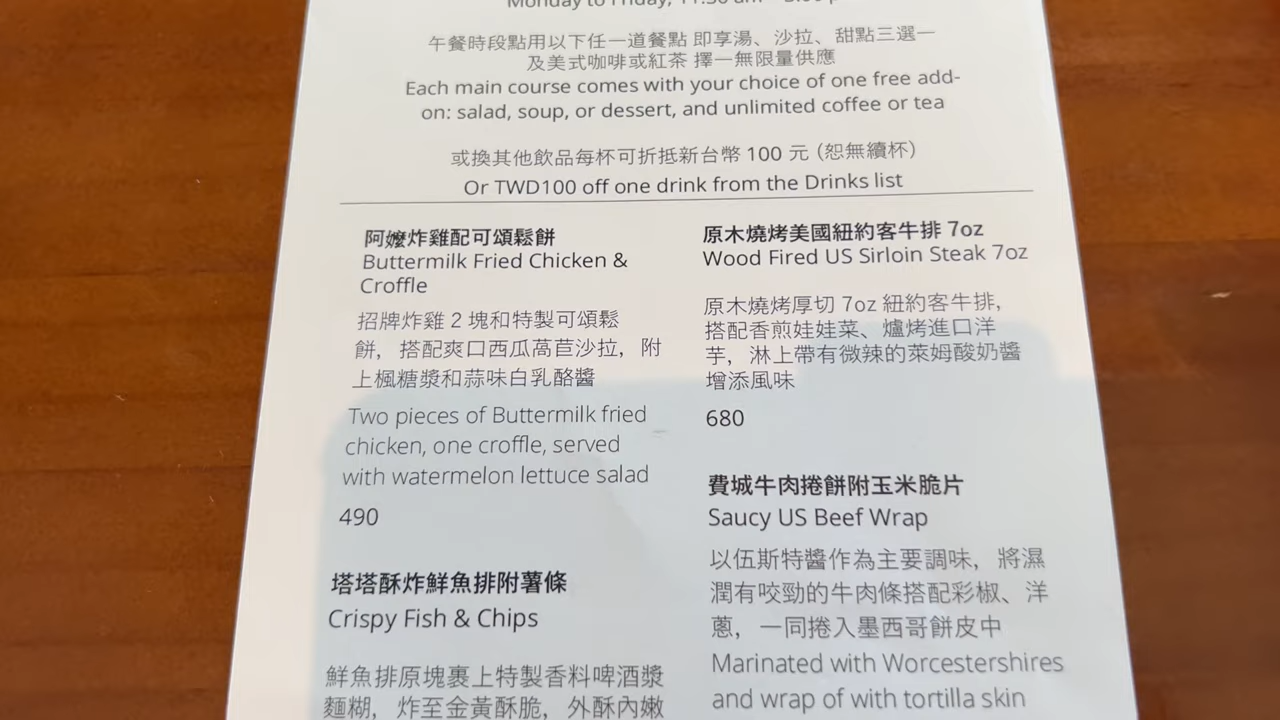 Monday to Friday, 11:30 am
午餐時段點用以下任一道餐點 即享湯、沙拉、甜點三選一
及美式咖啡或紅茶 擇一無限量供應
Each main course comes with your choice of one free add-
on: salad, soup, or dessert, and unlimited coffee or tea
或換其他飲品每杯可折抵新台幣 100 元 (恕無續杯)
Or TWD100 off one drink from the Drinks list
阿嬤炸雞配可頌鬆餅
Buttermilk Fried Chicken &
Croffle
招牌炸雞 2 塊和特製可頌鬆
餅，搭配爽口西瓜萵苣沙拉，附
上楓糖漿和蒜味白乳酪醬
Two pieces of Buttermilk fried
chicken, one croffle, served
with watermelon lettuce salad
490
塔塔酥炸鮮魚排附薯條
Crispy Fish & Chips
鮮魚排原塊裹上特製香料啤酒漿
麵糊，炸至金黃酥脆，外酥內嫩
原木燒烤美國紐約客牛排 7oz
Wood Fired US Sirloin Steak 7oz
原木燒烤厚切 7oz 紐約客牛排，
搭配香煎娃娃菜、爐烤進口洋
芋，淋上帶有微辣的萊姆酸奶醬
增添風味
680
費城牛肉捲餅附玉米脆片
Saucy US Beef Wrap
以伍斯特醬作為主要調味，將濕
潤有咬勁的牛肉條搭配彩椒、洋
蔥，一同捲入墨西哥餅皮中
Marinated with Worcestershires
and wrap of with tortilla skin